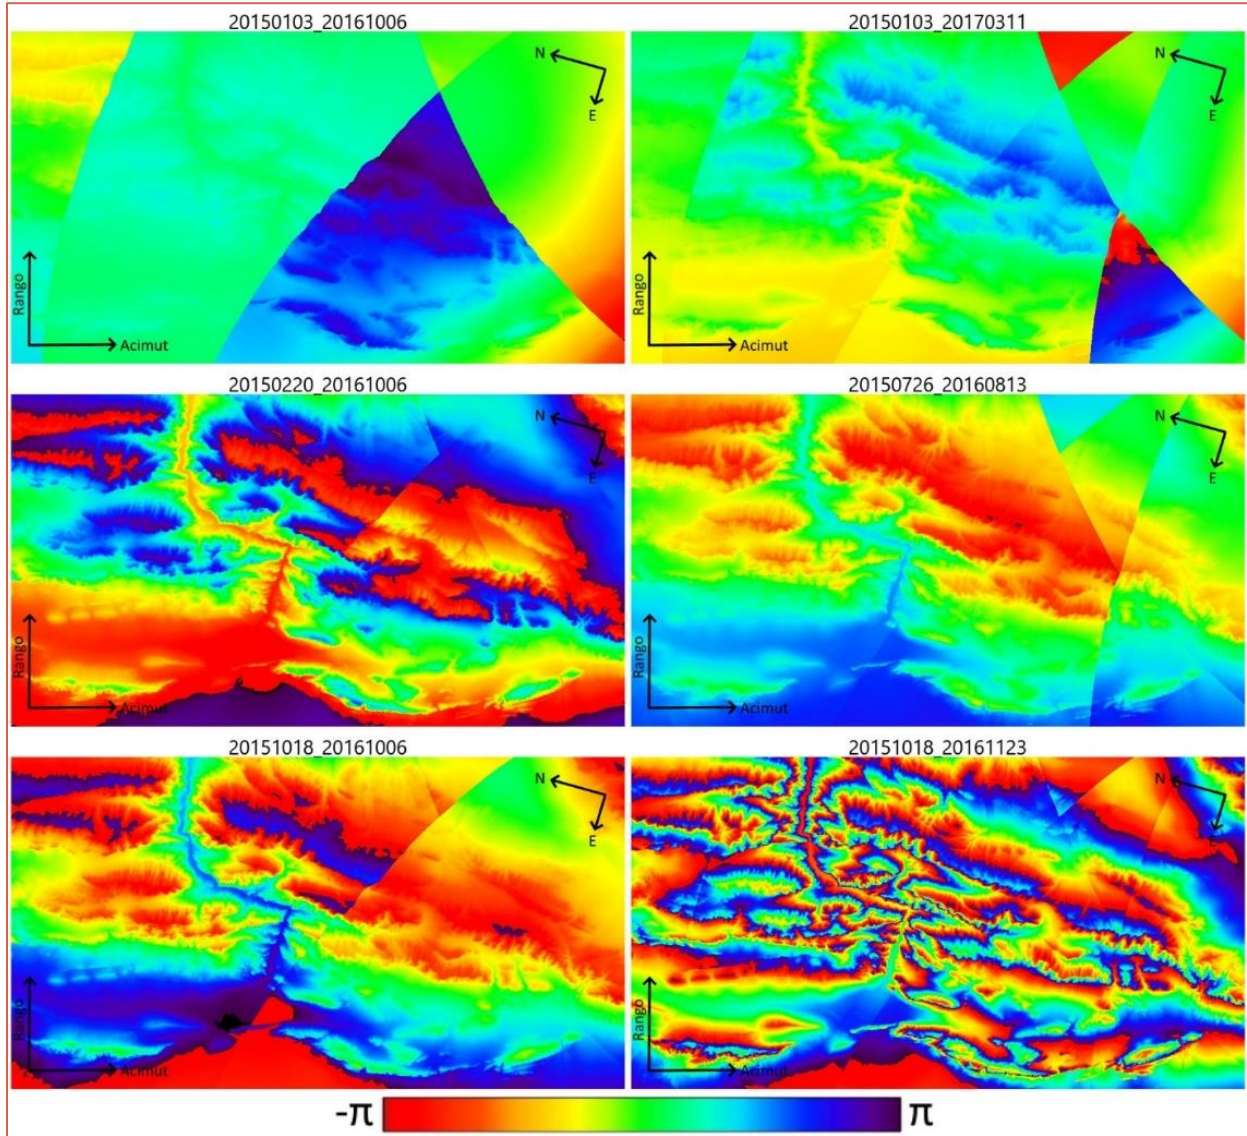 20150103_20161006
20150103_20170311
N
E
Rango
Acimut
N
E
Rango
Acimut
20150220_20161006
20150726_20160813
N
E
Rango
Acimut
N
E
Rango
Acimut
20151018_20161006
20151018_20161123
N
E
Rango
Acimut
N
E
Rango
Acimut
-π
π